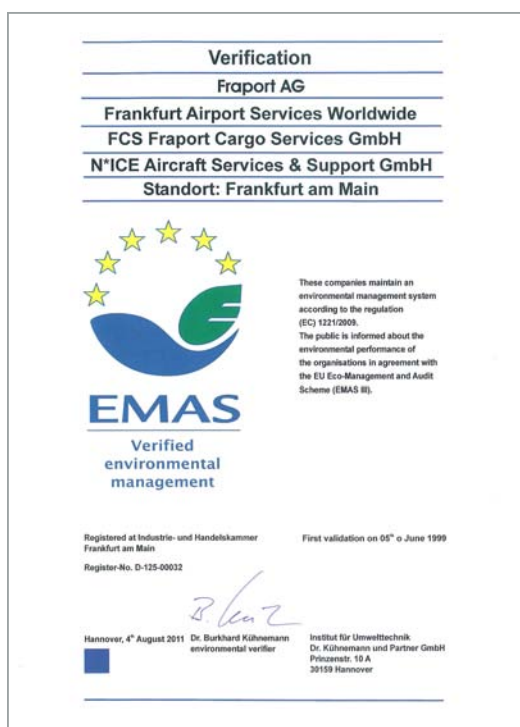 Verification
Fraport AG
Frankfurt Airport Services Worldwide
FCS Fraport Cargo Services GmbH
N*ICE Aircraft Services & Support GmbH
Standort: Frankfurt am Main
These companies maintain an
environmental management system
according to the regulation
(EC) 1221/2009.
The public is informed about the
environmental performance of
the organisations in agreement with
the EU Eco-Management and Audit
Scheme (EMAS III).
EMAS
Verified
environmental
management
Registered at Industrie- und Handelskammer
Frankfurt am Main
First validation on 05th o June 1999
Register-No. D-125-00032
Hannover, 4th August 2011
Dr. Burkhard Kühnemann
environmental verifier
Institut für Umwelttechnik
Dr. Kühnemann und Partner GmbH
Prinzenstr. 10 A
30159 Hannover